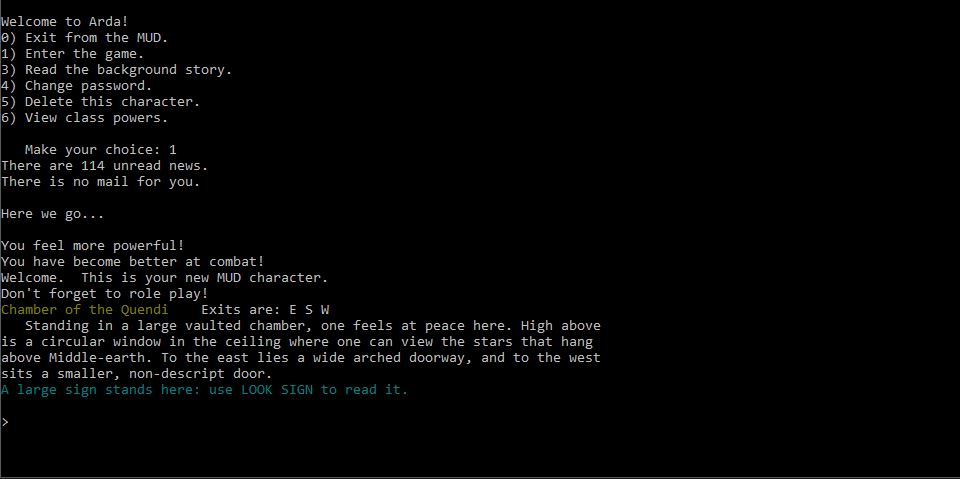 Welcome to Arda!
0) Exit from the MUD.
1) Enter the game.
3) Read the background story.
4) Change password.
5) Delete this character.
6) View class powers.
Make your choice: 1
There are 114 unread news.
There is no mail for you.
Here we go...
You feel more powerful!
You have become better at combat!
Welcome.  This is your new MUD character.
Don't forget to role play!
Chamber of the Quendi    Exits are: E S W
Standing in a large vaulted chamber, one feels at peace here. High above
is a circular window in the ceiling where one can view the stars that hang
above Middle-earth. To the east lies a wide arched doorway, and to the west
sits a smaller, non-descript door.
A large sign stands here: use LOOK SIGN to read it.
>